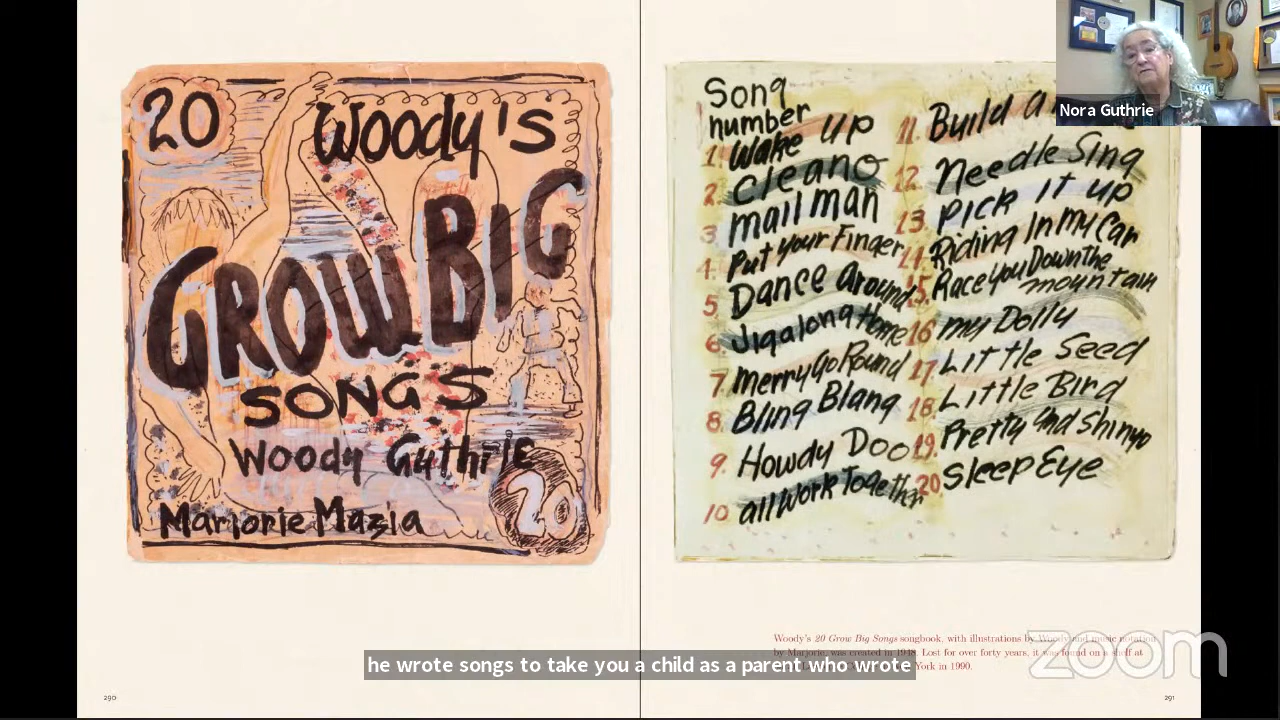 20
Woody's
GROW BIG
SONGS
Woody Guthrie
20
Marjorie Mazia
Song
number
1. Wake up
2. Cleano
3. mail man
4. Put your Finger
5 Dance around
6. Jigalong Home
7 Merry Go Round
8. Bling Blang
9. Howdy Doo
10. all work Together
11. Build a
12. Needle Sing
13. Pick it up
14. Riding In My Car
15. Race you Down the
mountain
16 my Dolly
17. Little Seed
18. Little Bird
19. Pretty and Shinyo
20. Sleep Eye
Nora Guthrie
Woody's 20 Grow Big Songs songbook, with illustrations by Woody and music notation
by Marjorie, was created in 1948. Lost for over forty years, it was found on a shelf at
York in 1990.
he wrote songs to take you a child as a parent who wrote
zoom
290
291